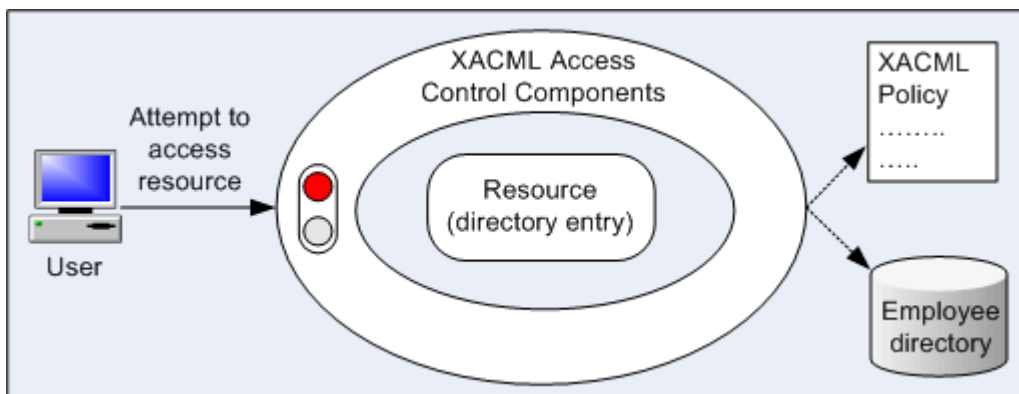 XACML Access
Control Components
Attempt to
access
resource
User
Resource
(directory entry)
XACML
Policy
........
.....
Employee
directory